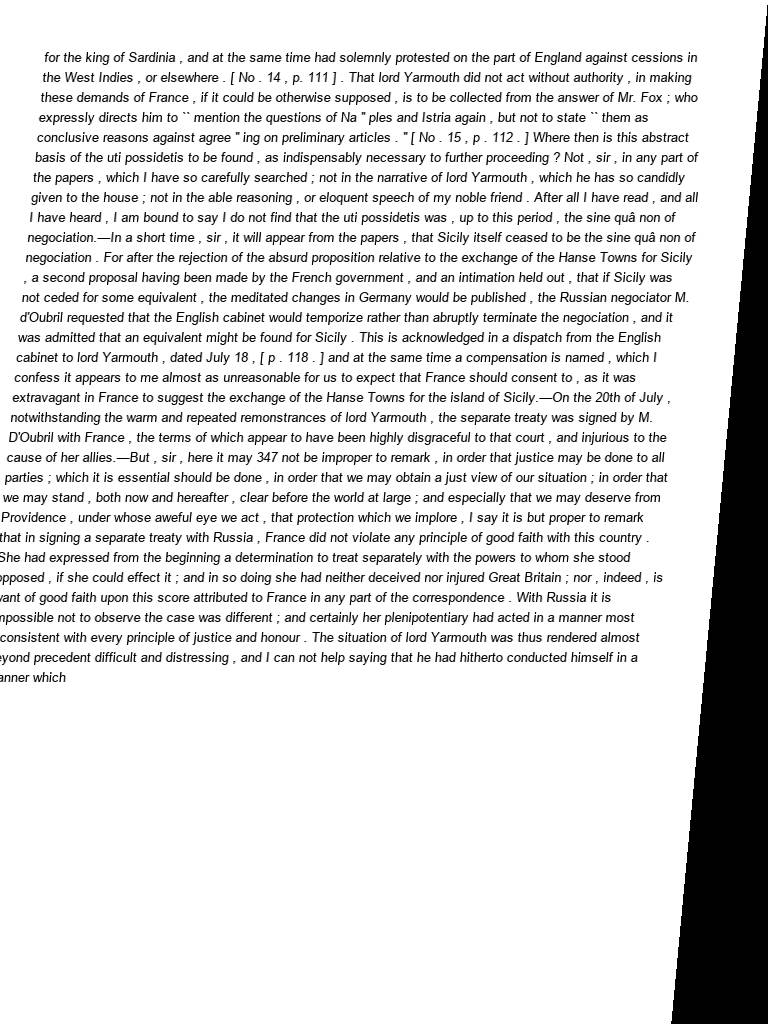 for the king of Sardinia , and at the same time had solemnly protested on the part of England against cessions in
the West Indies , or elsewhere . [ No . 14 , p. 111 ] . That lord Yarmouth did not act without authority , in making
these demands of France , if it could be otherwise supposed , is to be collected from the answer of Mr. Fox ; who
expressly directs him to `` mention the questions of Na " ples and Istria again , but not to state `` them as
conclusive reasons against agree " ing on preliminary articles . " [ No . 15 , p . 112 . ] Where then is this abstract
basis of the uti possidetis to be found , as indispensably necessary to further proceeding ? Not , sir , in any part of
the papers , which I have so carefully searched ; not in the narrative of lord Yarmouth , which he has so candidly
given to the house ; not in the able reasoning , or eloquent speech of my noble friend . After all I have read , and all
I have heard , I am bound to say I do not find that the uti possidetis was , up to this period , the sine quâ non of
negociation.—In a short time , sir , it will appear from the papers , that Sicily itself ceased to be the sine quâ non of
negociation . For after the rejection of the absurd proposition relative to the exchange of the Hanse Towns for Sicily
, a second proposal having been made by the French government , and an intimation held out , that if Sicily was
not ceded for some equivalent , the meditated changes in Germany would be published , the Russian negociator M.
d'Oubril requested that the English cabinet would temporize rather than abruptly terminate the negociation , and it
was admitted that an equivalent might be found for Sicily . This is acknowledged in a dispatch from the English
cabinet to lord Yarmouth , dated July 18 , [ p . 118 . ] and at the same time a compensation is named , which I
confess it appears to me almost as unreasonable for us to expect that France should consent to , as it was
extravagant in France to suggest the exchange of the Hanse Towns for the island of Sicily.—On the 20th of July ,
notwithstanding the warm and repeated remonstrances of lord Yarmouth , the separate treaty was signed by M.
D'Oubril with France , the terms of which appear to have been highly disgraceful to that court , and injurious to the
cause of her allies.—But , sir , here it may 347 not be improper to remark , in order that justice may be done to all
parties ; which it is essential should be done , in order that we may obtain a just view of our situation ; in order that
we may stand , both now and hereafter , clear before the world at large ; and especially that we may deserve from
Providence , under whose aweful eye we act , that protection which we implore , I say it is but proper to remark
that in signing a separate treaty with Russia , France did not violate any principle of good faith with this country .
She had expressed from the beginning a determination to treat separately with the powers to whom she stood
opposed , if she could effect it ; and in so doing she had neither deceived nor injured Great Britain ; nor , indeed , is
want of good faith upon this score attributed to France in any part of the correspondence . With Russia it is
impossible not to observe the case was different ; and certainly her plenipotentiary had acted in a manner most
consistent with every principle of justice and honour . The situation of lord Yarmouth was thus rendered almost
eyond precedent difficult and distressing , and I can not help saying that he had hitherto conducted himself in a
anner which